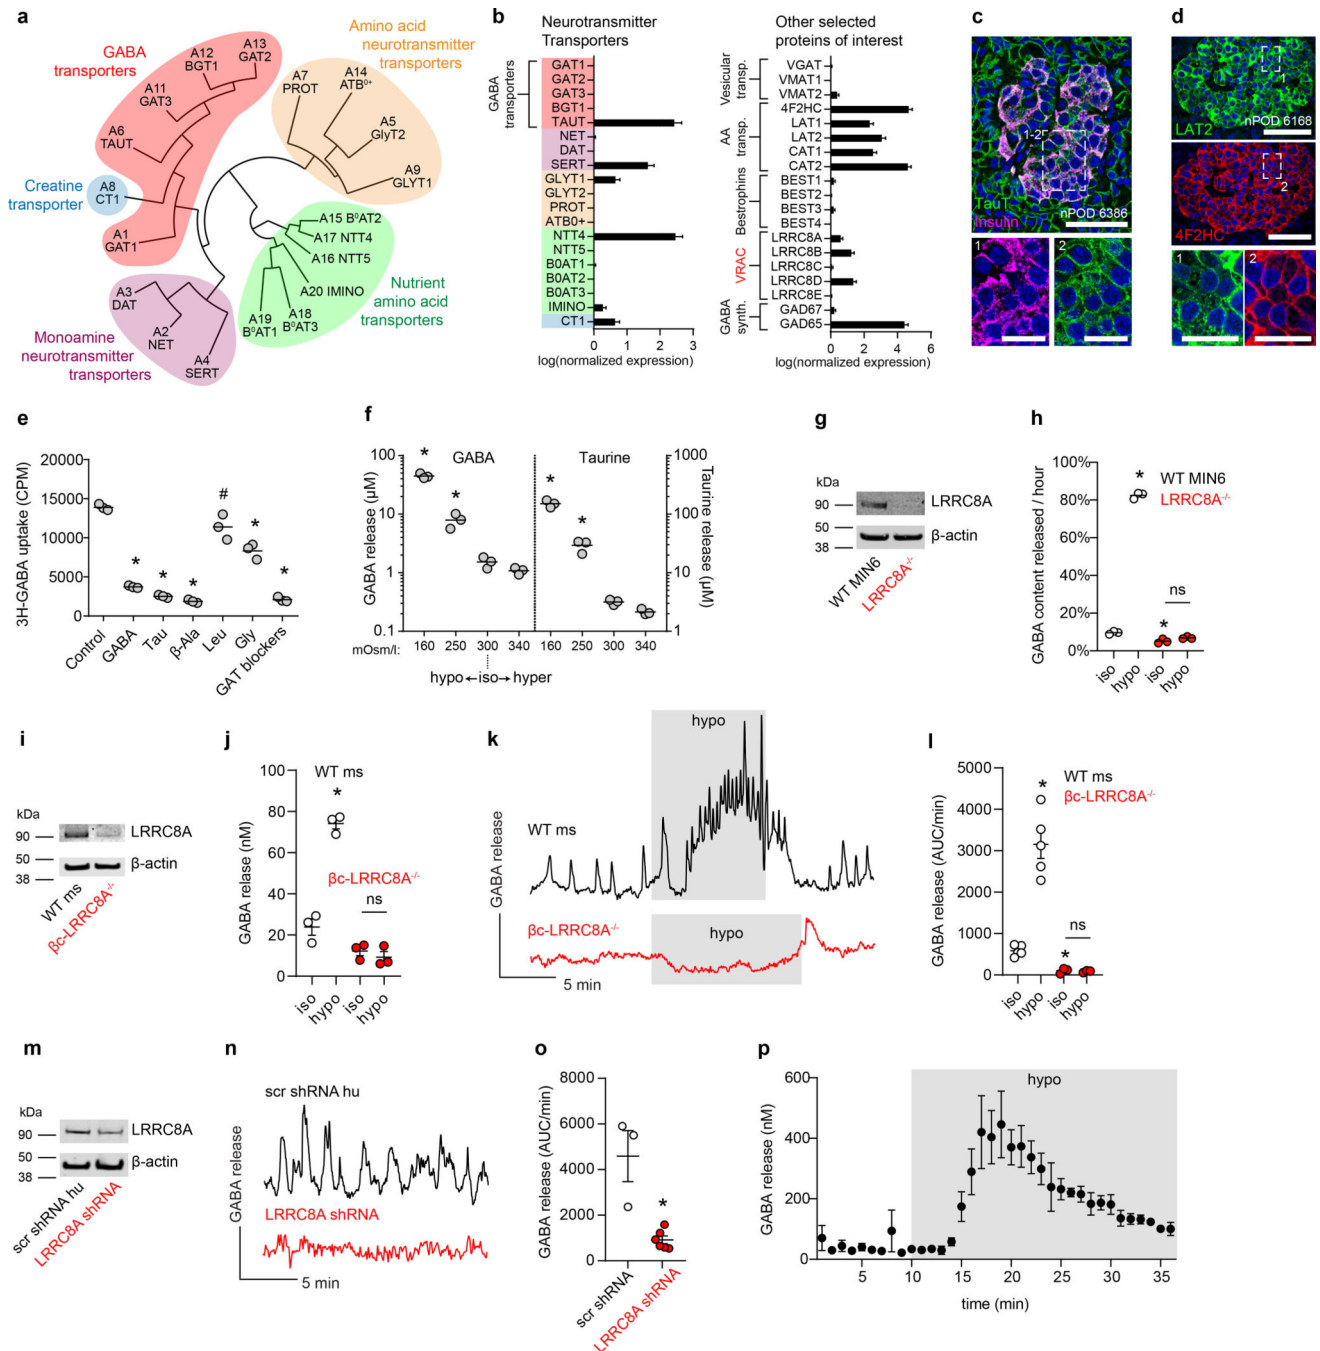 a
GABA
transporters
A12
BGT1
A13
GAT2
A11
GAT3
A6
TAUT
Creatine
transporter
A8
CT1
A1
GAT1
Amino acid
neurotransmitter
transporters
A7
PROT
A14
ATB⁰⁺
A5
GlyT2
A9
GLYT1
A15 B⁰AT2
A17 NTT4
A16 NTT5
A20 IMINO
A19
B⁰AT1
A18
B⁰AT3
Nutrient
amino acid
transporters
A3
DAT
A2
NET
A4
SERT
Monoamine
neurotransmitter
transporters
b
Neurotransmitter
Transporters
GABA
transporters
GAT1
GAT2
GAT3
BGT1
TAUT
NET
DAT
SERT
GLYT1
GLYT2
PROT
ATB0+
NTT4
NTT5
B0AT1
B0AT2
B0AT3
IMINO
CT1
0 1 2 3
log(normalized expression)
Other selected
proteins of interest
Vesicular
transp.
VGAT
VMAT1
VMAT2
AA
transp.
4F2HC
LAT1
LAT2
CAT1
CAT2
Bestrophins
BEST1
BEST2
BEST3
BEST4
VRAC
LRRC8A
LRRC8B
LRRC8C
LRRC8D
LRRC8E
GABA
synth.
GAD67
GAD65
0 2 4 6
log(normalized expression)
c
1-2
TauT
Insulin
nPOD 6386
1
2
d
1
LAT2
nPOD 6168
2
4F2HC
1
2
e
3H-GABA uptake (CPM)
20000
15000
10000
5000
0
* * * # * *
Control
GABA
Tau
β-Ala
Leu
Gly
GAT blockers
f
GABA release (µM)
100
10
1
0.1
GABA
* *
Taurine
* *
1000
100
10
1
Taurine release (µM)
mOsm/l:
160 250 300 340 160 250 300 340
hypo ←iso→ hyper
g
90
50
38
LRRC8A
β-actin
WT MIN6
LRRC8A⁻/⁻
h
GABA content released / hour
100%
80%
60%
40%
20%
0%
* WT MIN6
LRRC8A⁻/⁻
ns
*
iso
hypo
iso
hypo
i
kDa
90
50
38
LRRC8A
β-actin
WT ms
βc-LRRC8A⁻/⁻
j
GABA relase (nM)
100
80
60
40
20
0
WT ms
*
βc-LRRC8A⁻/⁻
ns
iso
hypo
iso
hypo
k
hypo
WT ms
GABA release
βc-LRRC8A⁻/⁻
hypo
5 min
l
GABA release (AUC/min)
5000
4000
3000
2000
1000
0
WT ms
* βc-LRRC8A⁻/⁻
ns
*
iso
hypo
iso
hypo
m
kDa
90
50
38
LRRC8A
β-actin
scr shRNA hu
LRRC8A shRNA
n
scr shRNA hu
GABA release
LRRC8A shRNA
5 min
o
GABA release (AUC/min)
8000
6000
4000
2000
0
*
scr shRNA
LRRC8A shRNA
p
GABA release (nM)
600
400
200
0
hypo
5 10 15 20 25 30 35
time (min)